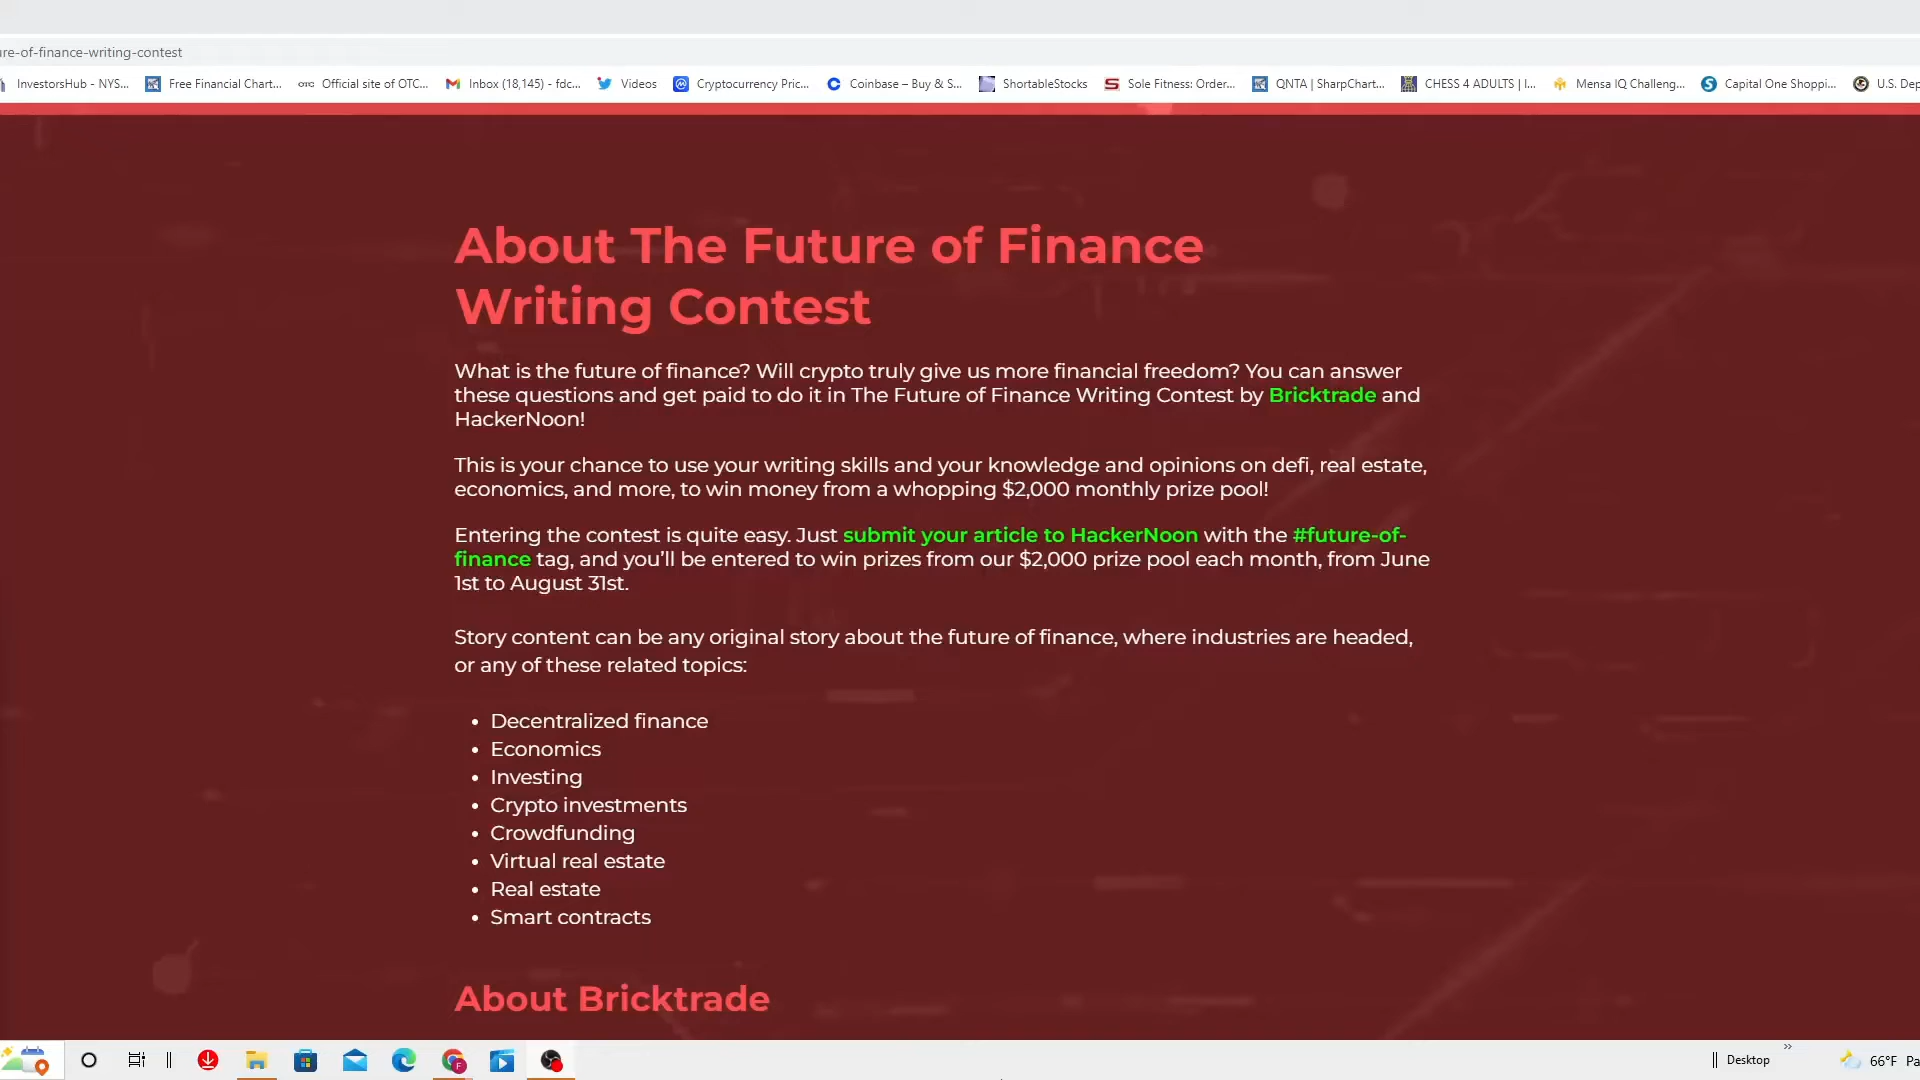 re-of-finance-writing-contest
InvestorsHub - NYS... Free Financial Chart... OTC Official site of OTC... Inbox (18,145) - fdc... Videos Cryptocurrency Pric... Coinbase – Buy & S... ShortableStocks Sole Fitness: Order... QNTA | SharpChart... CHESS 4 ADULTS | I... Mensa IQ Challeng... Capital One Shoppi... U.S. Dep
About The Future of Finance
Writing Contest
What is the future of finance? Will crypto truly give us more financial freedom? You can answer
these questions and get paid to do it in The Future of Finance Writing Contest by Bricktrade and
HackerNoon!
This is your chance to use your writing skills and your knowledge and opinions on defi, real estate,
economics, and more, to win money from a whopping $2,000 monthly prize pool!
Entering the contest is quite easy. Just submit your article to HackerNoon with the #future-of-
finance tag, and you’ll be entered to win prizes from our $2,000 prize pool each month, from June
1st to August 31st.
Story content can be any original story about the future of finance, where industries are headed,
or any of these related topics:
• Decentralized finance
• Economics
• Investing
• Crypto investments
• Crowdfunding
• Virtual real estate
• Real estate
• Smart contracts
About Bricktrade
Desktop 66°F Pa